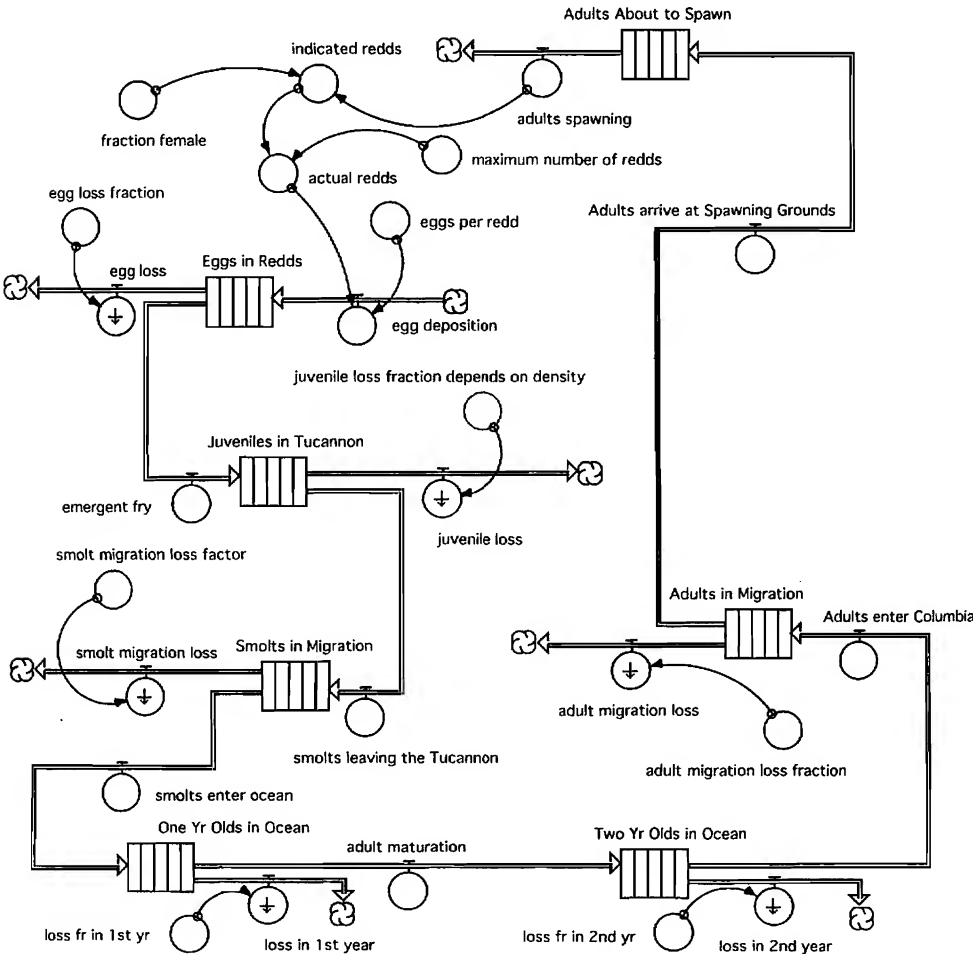 Adults About to Spawn
indicated redds
adults spawning
fraction female
maximum number of redds
actual redds
egg loss fraction
eggs per redd
Adults arrive at Spawning Grounds
Eggs in Redds
egg loss
egg deposition
juvenile loss fraction depends on density
Juveniles in Tucannon
emergent fry
juvenile loss
smolt migration loss factor
Adults in Migration
Adults enter Columbia
Smolts in Migration
smolt migration loss
adult migration loss
smolts leaving the Tucannon
adult migration loss fraction
smolts enter ocean
One Yr Olds in Ocean
adult maturation
Two Yr Olds in Ocean
loss fr in 1st yr
loss in 1st year
loss fr in 2nd yr
loss in 2nd year